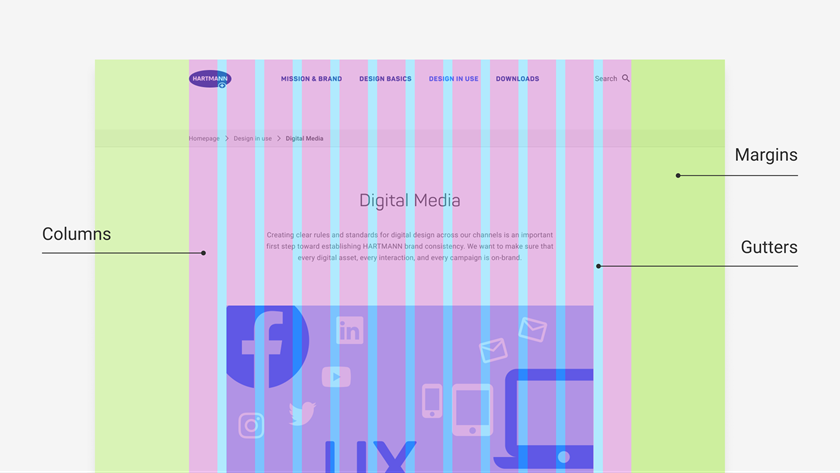 HARTMANN
MISSION & BRAND
DESIGN BASICS
DESIGN IN USE
DOWNLOADS
Search
Homepage
Design in use
Digital Media
Margins
Digital Media
Columns
Creating clear rules and standards for digital design across our channels is an important
first step toward establishing HARTMANN brand consistency. We want to make sure that
every digital asset, every interaction, and every campaign is on-brand.
Gutters
in
UX